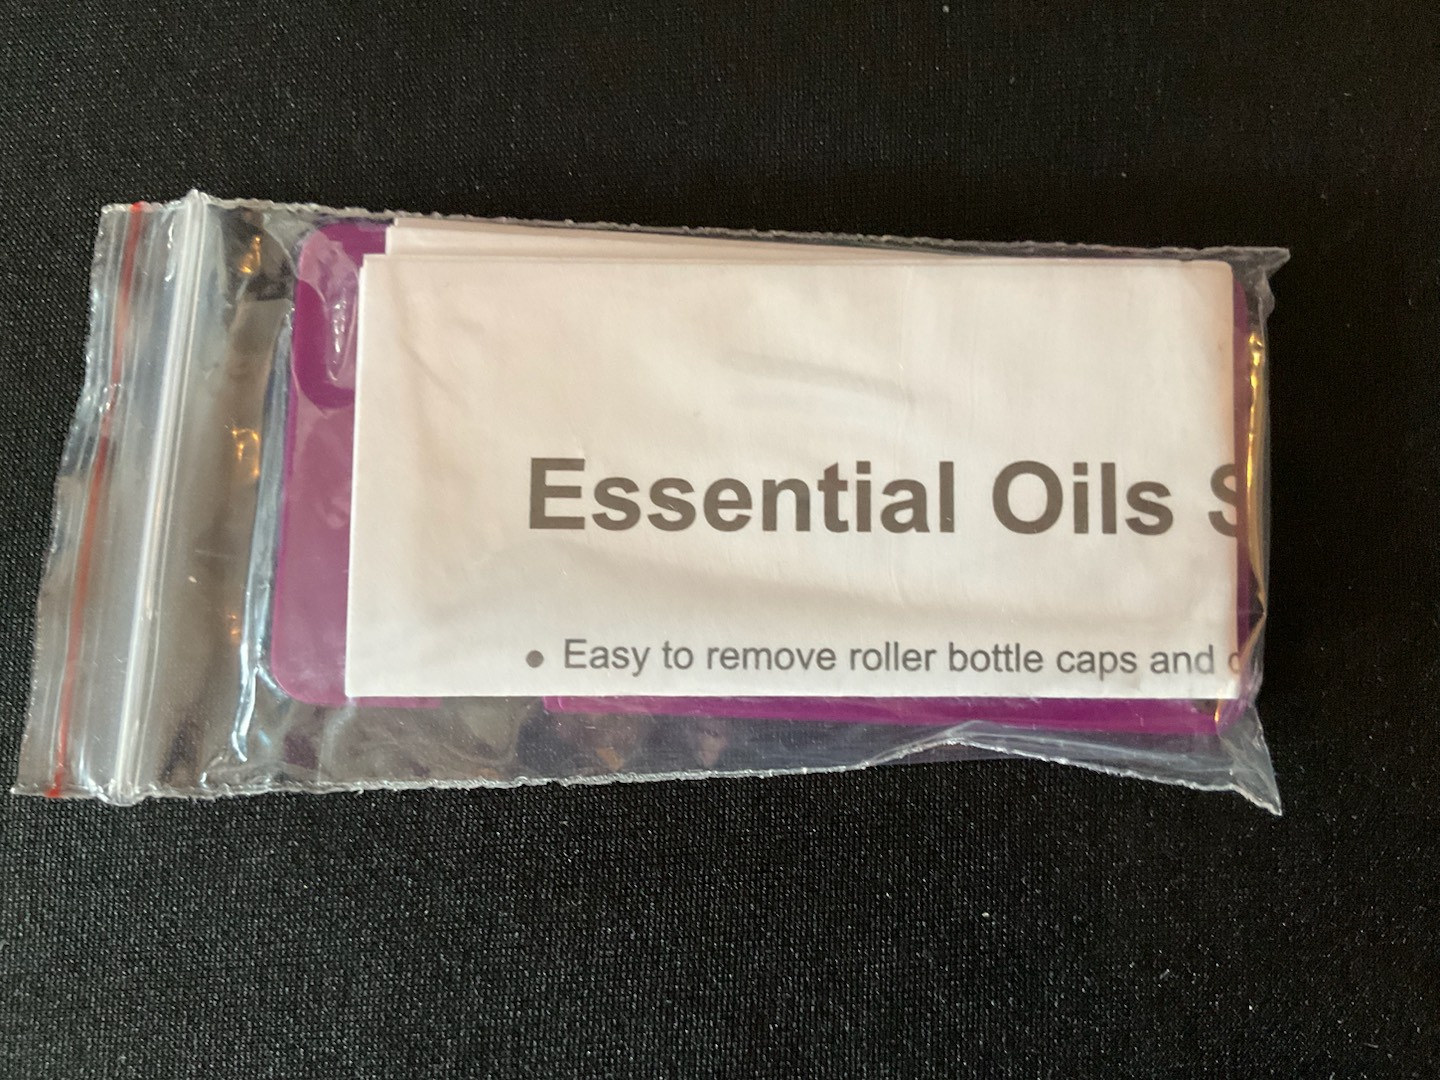 Essential Oils S
• Easy to remove roller bottle caps and